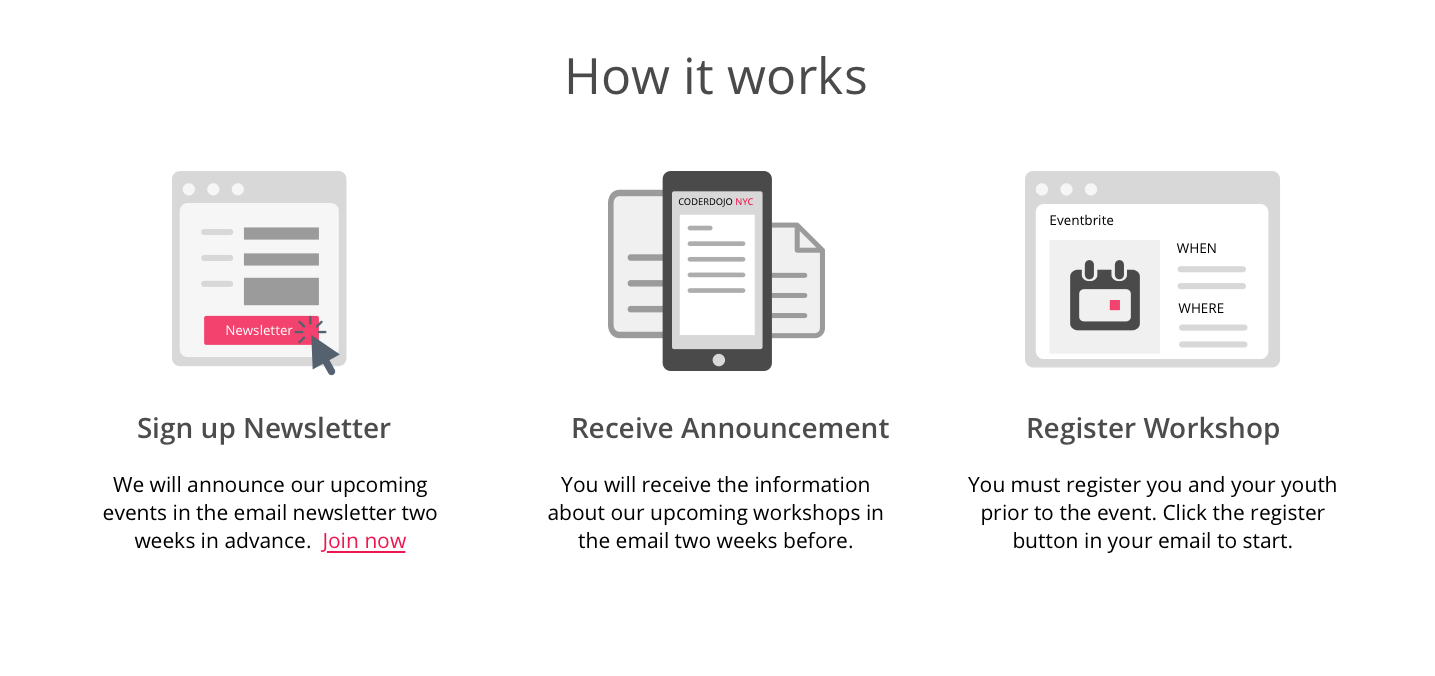 How it works
Newsletter
CODERDOJO NYC
Eventbrite
WHEN
WHERE
Sign up Newsletter
We will announce our upcoming
events in the email newsletter two
weeks in advance. Join now
Receive Announcement
You will receive the information
about our upcoming workshops in
the email two weeks before.
Register Workshop
You must register you and your youth
prior to the event. Click the register
button in your email to start.